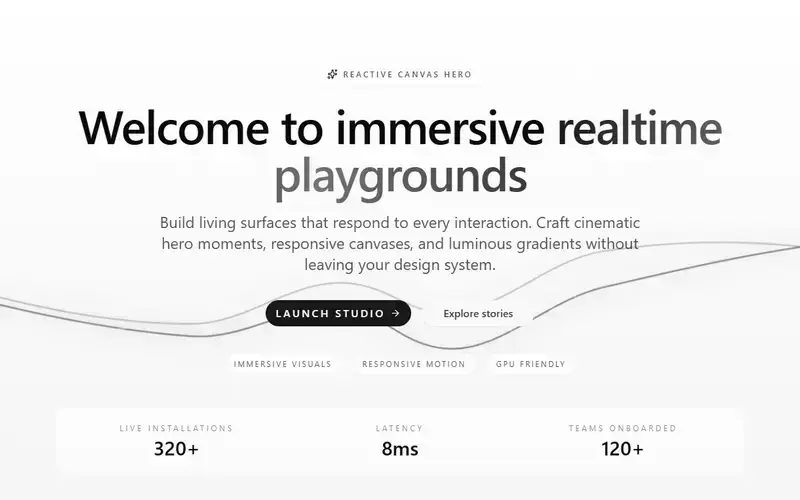 REACTIVE CANVAS HERO
Welcome to immersive realtime
playgrounds
Build living surfaces that respond to every interaction. Craft cinematic
hero moments, responsive canvases, and luminous gradients without
leaving your design system.
LAUNCH STUDIO →
Explore stories
IMMERSIVE VISUALS
RESPONSIVE MOTION
GPU FRIENDLY
LIVE INSTALLATIONS
320+
LATENCY
8ms
TEAMS ONBOARDED
120+